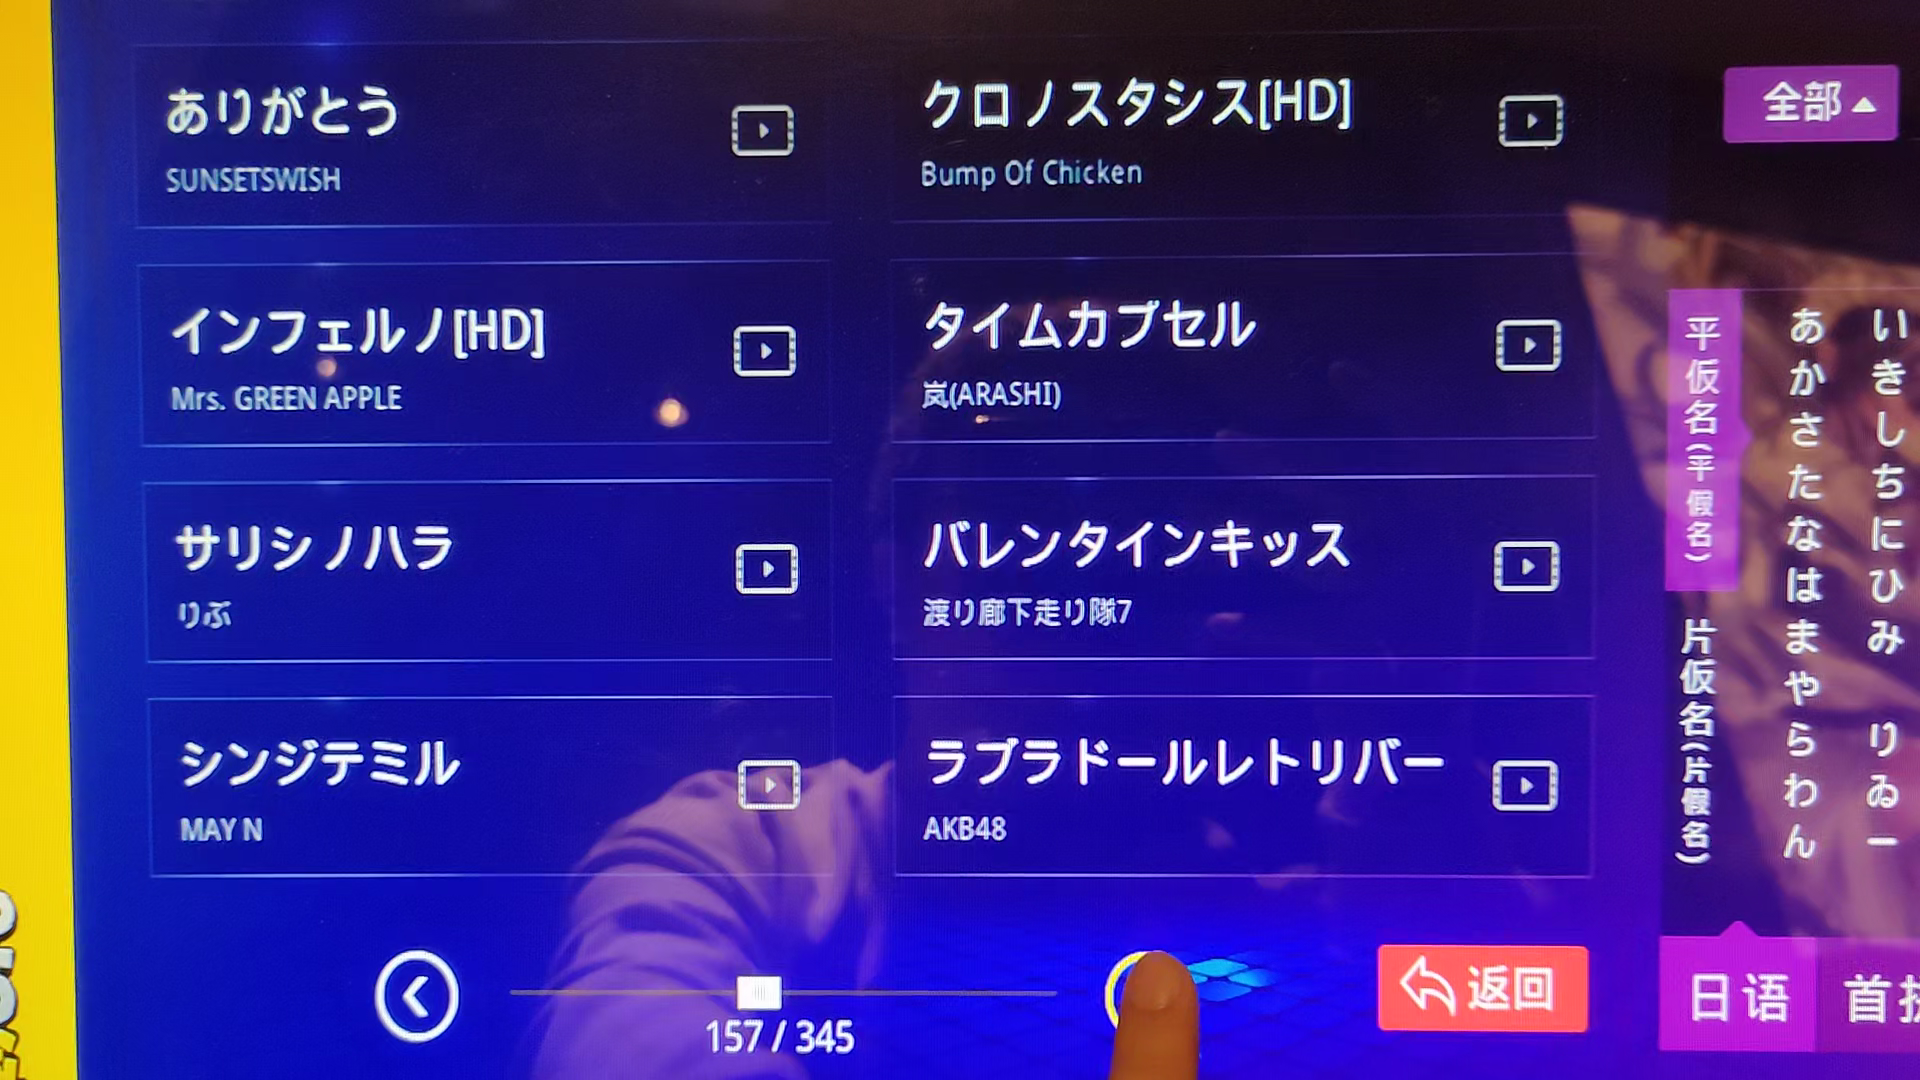 ありがとう
SUNSETSWISH
クロノスタシス[HD]
Bump Of Chicken
インフェルノ[HD]
Mrs. GREEN APPLE
タイムカプセル
岚(ARASHI)
サリシノハラ
りぶ
バレンタインキッス
渡り廊下走り隊7
シンジテミル
MAY N
ラブラドールレトリバー
AKB48
157 / 345
返回
全部
平仮名(平假名)
片仮名(片假名)
あかさたなはまやらわん
いきしちにひみ りゐー
日语